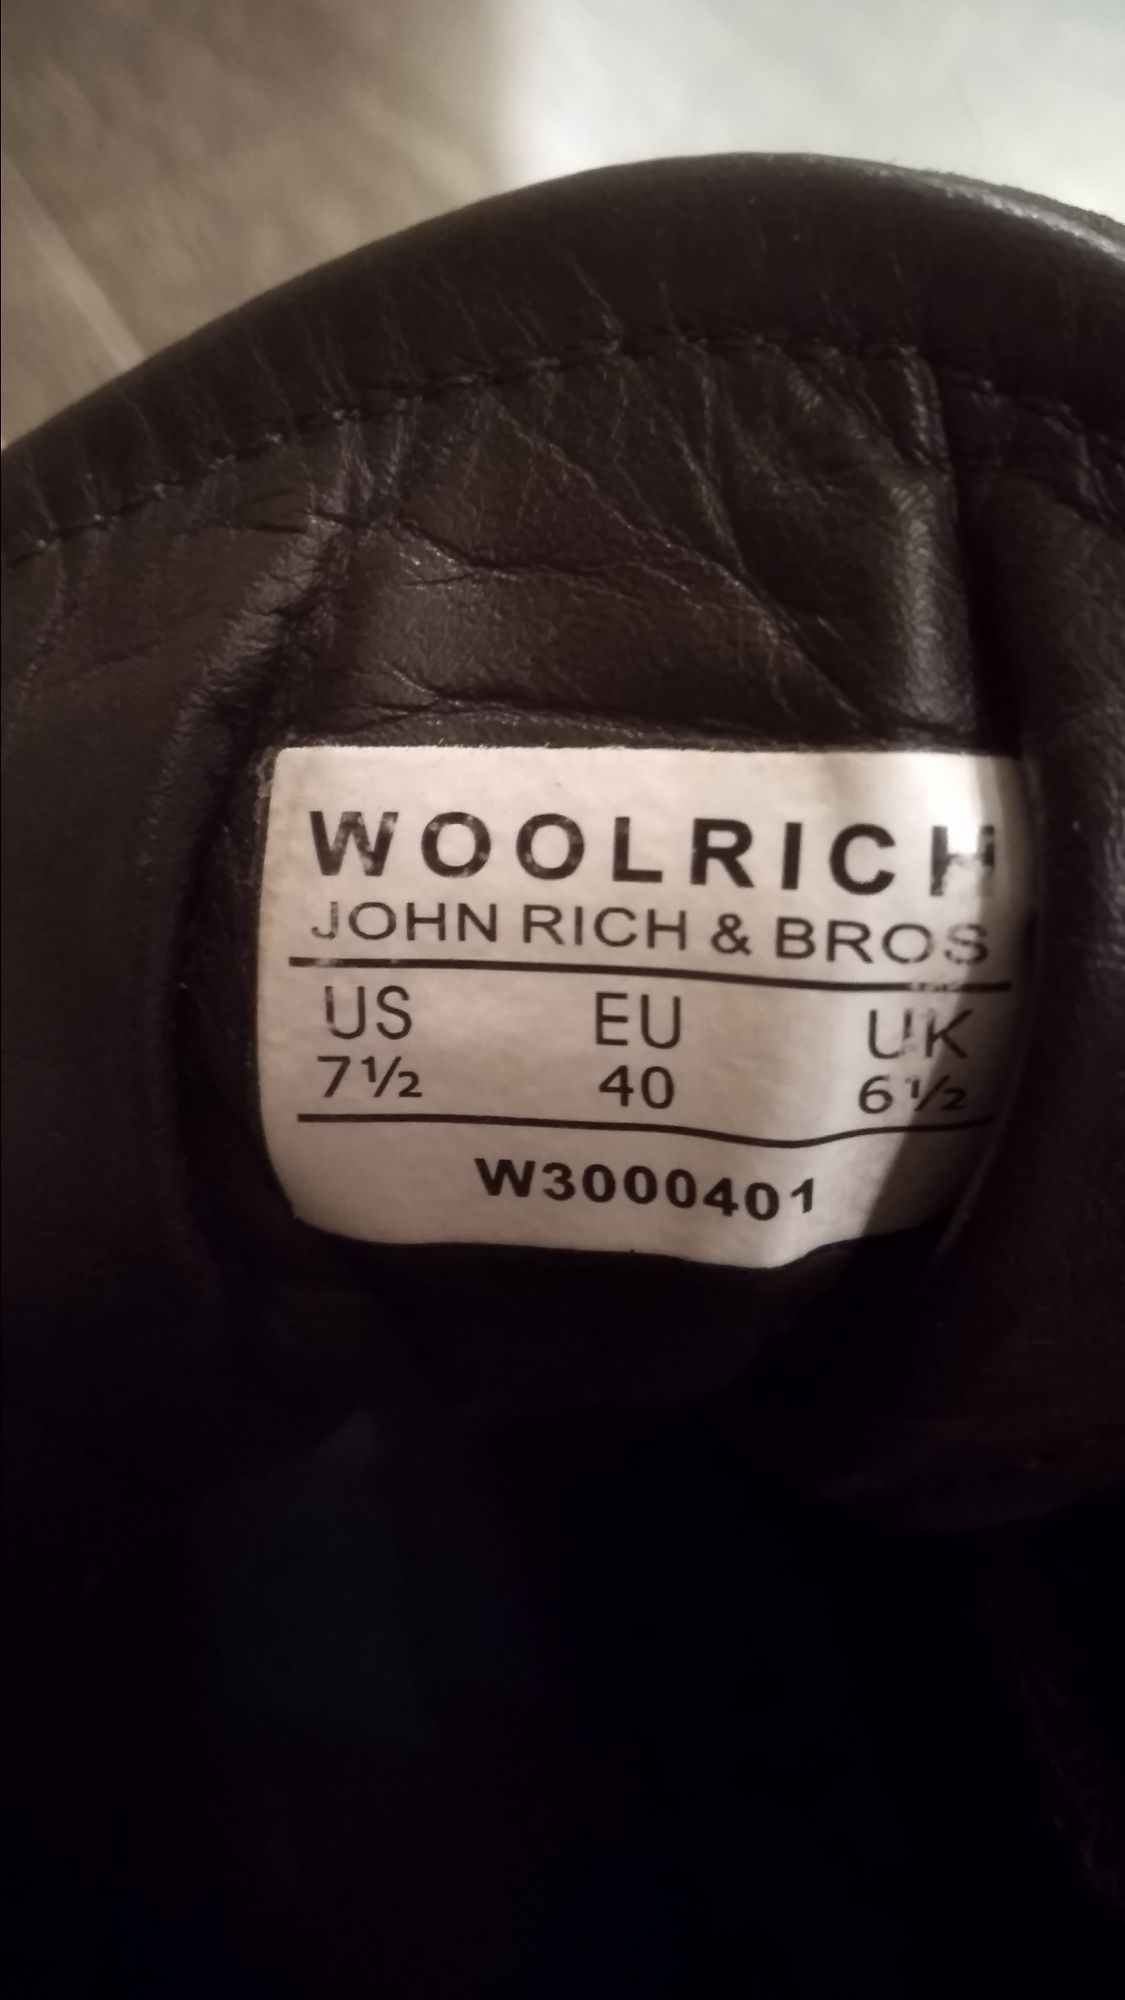 WOOLRICH
JOHN RICH & BROS
US EU UK
7½ 40 6½
W3000401